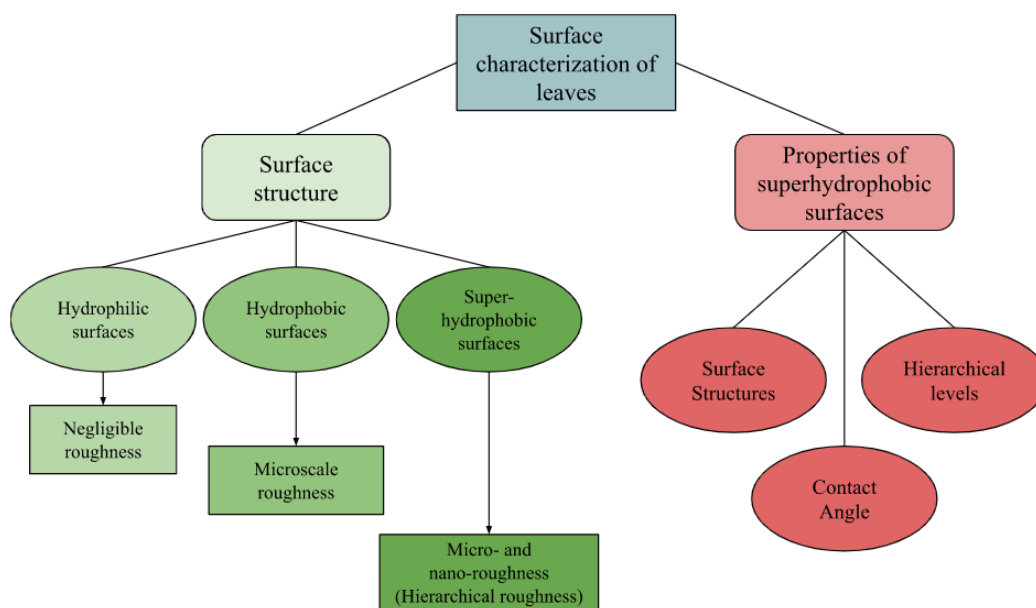 Surface
characterization of
leaves
Surface
structure
Properties of
superhydrophobic
surfaces
Hydrophilic
surfaces
Hydrophobic
surfaces
Super-
hydrophobic
surfaces
Surface
Structures
Hierarchical
levels
Negligible
roughness
Microscale
roughness
Contact
Angle
Micro- and
nano-roughness
(Hierarchical roughness)